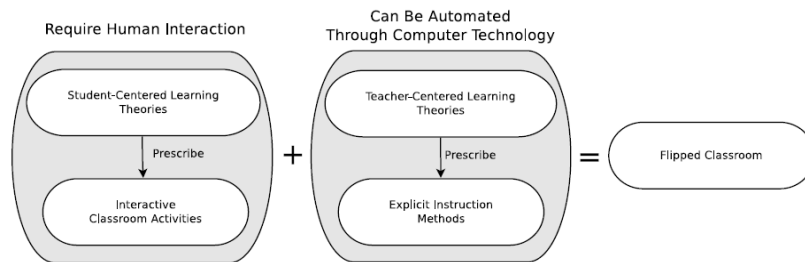 Require Human Interaction
Can Be Automated
Through Computer Technology
Student-Centered Learning
Theories
Prescribe
Interactive
Classroom Activities
+
Teacher-Centered Learning
Theories
Prescribe
Explicit Instruction
Methods
=
Flipped Classroom